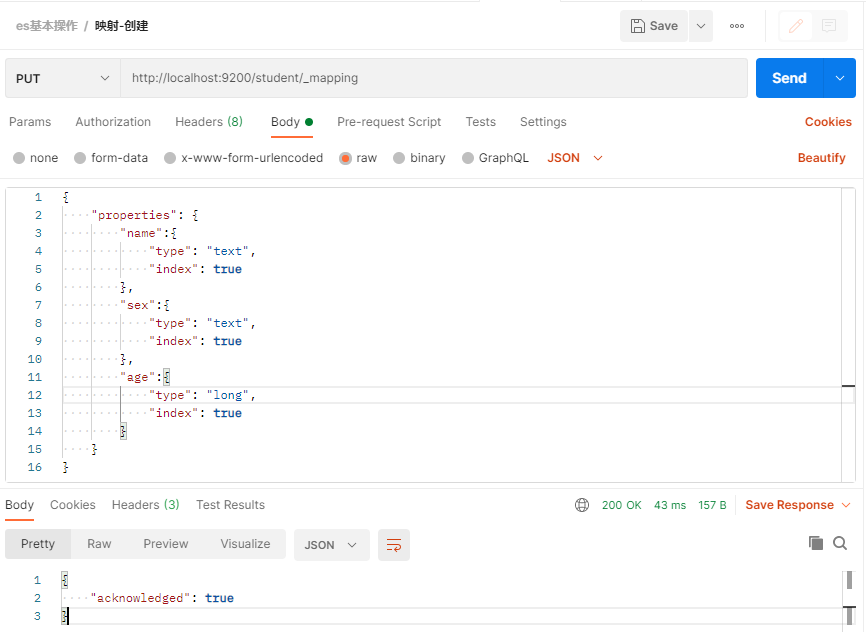 es基本操作 / 映射-创建
Save
PUT http://localhost:9200/student/_mapping Send
Params Authorization Headers (8) Body Pre-request Script Tests Settings Cookies
none form-data x-www-form-urlencoded raw binary GraphQL JSON Beautify
1 {
2 "properties": {
3 "name":{
4 "type": "text",
5 "index": true
6 },
7 "sex":{
8 "type": "text",
9 "index": true
10 },
11 "age":{
12 "type": "long",
13 "index": true
14 }
15 }
16 }
Body Cookies Headers (3) Test Results 200 OK 43 ms 157 B Save Response
Pretty Raw Preview Visualize JSON
1 {
2 "acknowledged": true
3 }